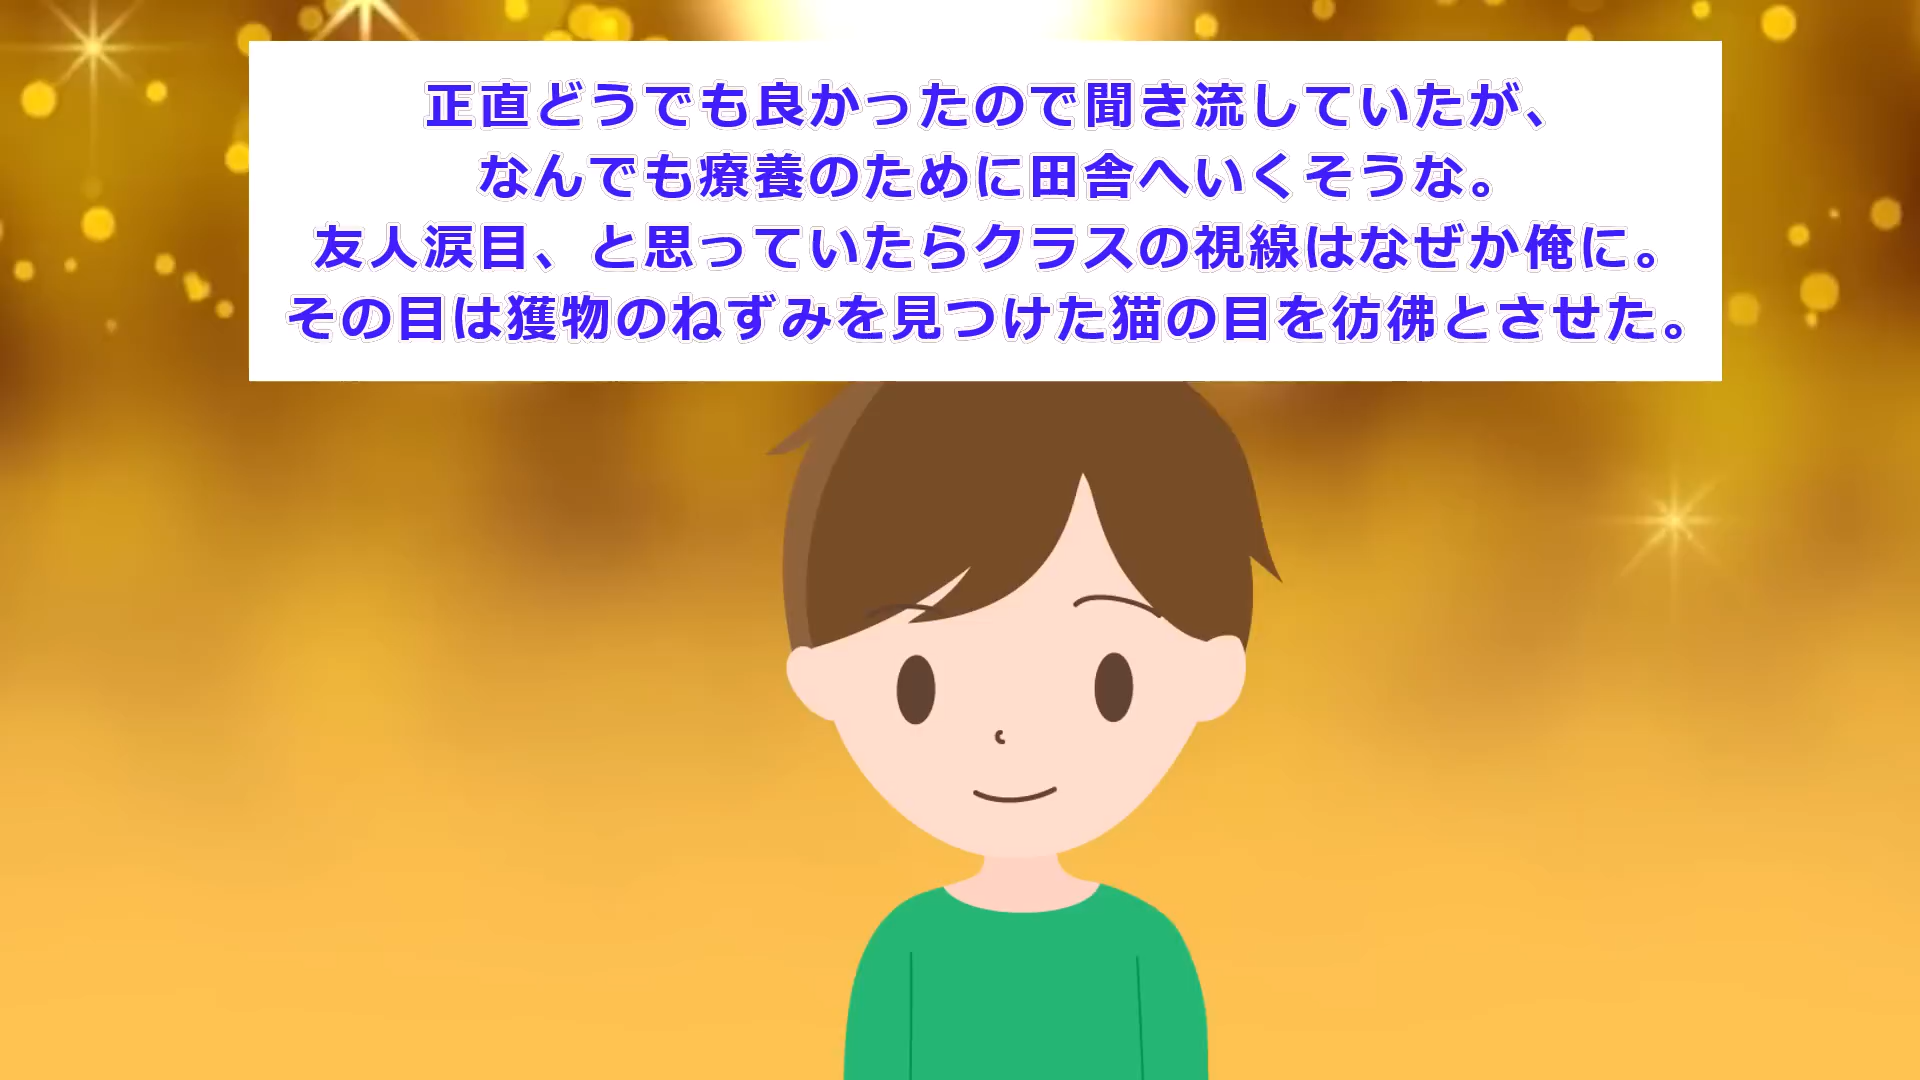 正直どうでも良かったので聞き流していたが、
なんでも療養のために田舎へいくそうな。
友人涙目、と思っていたらクラスの視線はなぜか俺に。
その目は獲物のねずみを見つけた猫の目を彷彿とさせた。